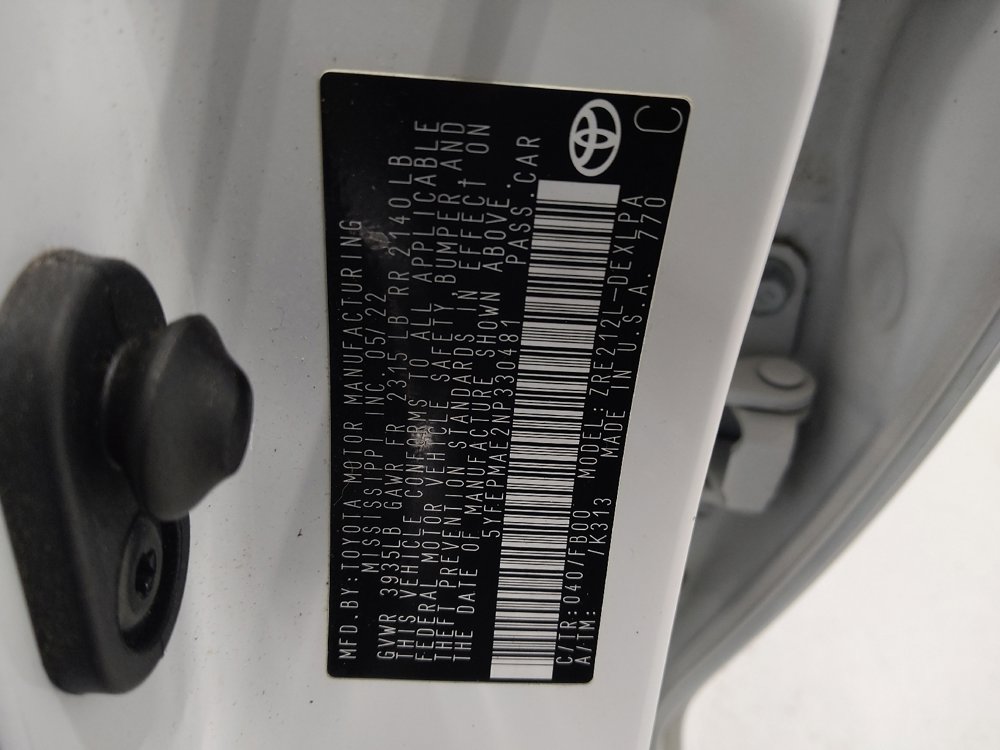 MFD.BY:TOYOTA MOTOR MANUFACTURING
MISSISSIPPI INC. 05/22
GVWR 3935LB GAWR FR 2315 LB RR 2140LB
THIS VEHICLE CONFORMS TO ALL APPLICABLE
FEDERAL MOTOR VEHICLE SAFETY, BUMPER AND
THEFT PREVENTION STANDARDS IN EFFECT ON
THE DATE OF MANUFACTURE SHOWN ABOVE.
5YFEPMAE2NP330481 PASS.CAR
C/TR:040/FB00 MODEL:ZRE212L-DEXLPA
A/TM: /K313 MADE IN U.S.A. 770
C